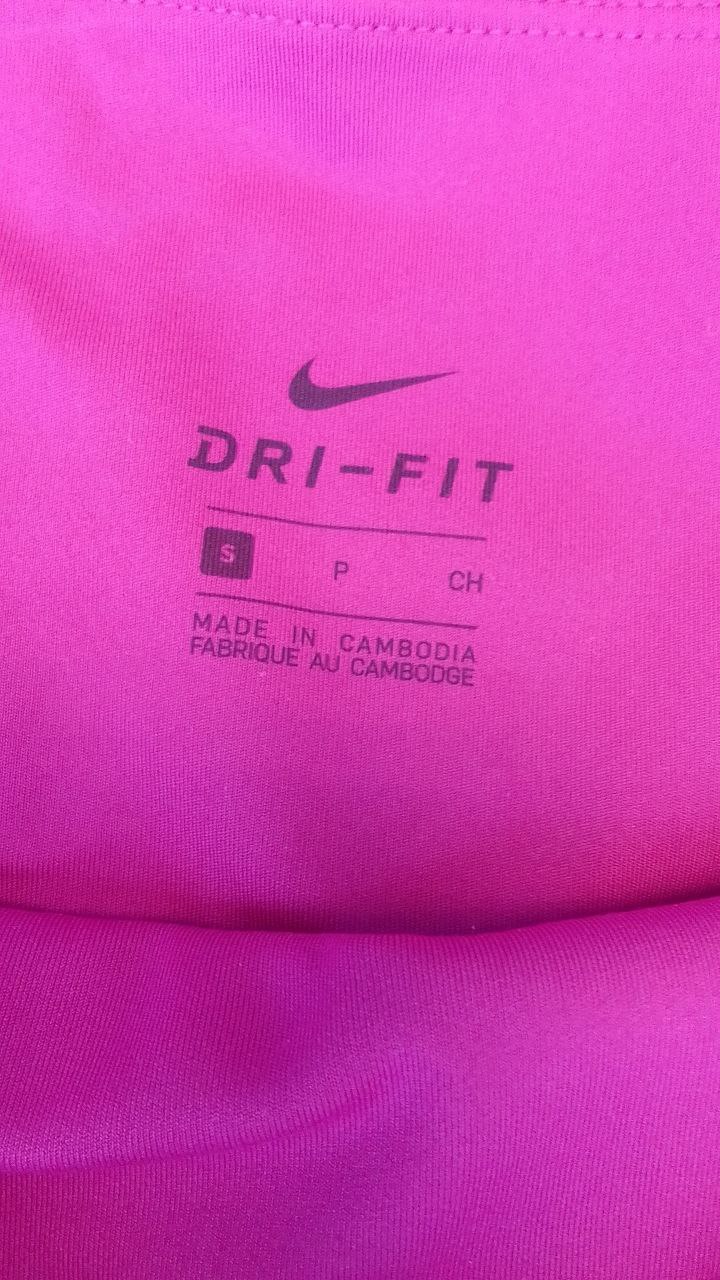 DRI-FIT
S P CH
MADE IN CAMBODIA
FABRIQUE AU CAMBODGE